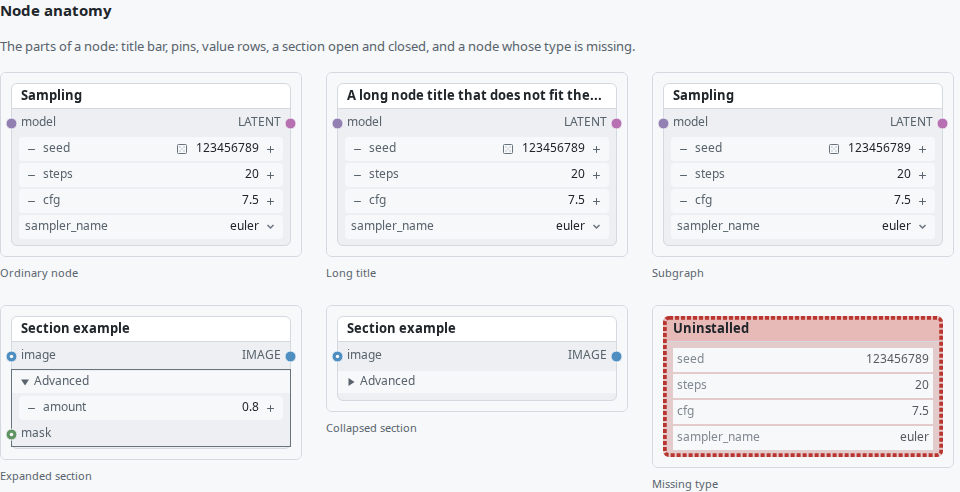 Node anatomy
The parts of a node: title bar, pins, value rows, a section open and closed, and a node whose type is missing.
Sampling
model LATENT
− seed 123456789 +
− steps 20 +
− cfg 7.5 +
sampler_name euler
Ordinary node
A long node title that does not fit the...
model LATENT
− seed 123456789 +
− steps 20 +
− cfg 7.5 +
sampler_name euler
Long title
Sampling
model LATENT
− seed 123456789 +
− steps 20 +
− cfg 7.5 +
sampler_name euler
Subgraph
Section example
image IMAGE
Advanced
− amount 0.8 +
mask
Expanded section
Section example
image IMAGE
Advanced
Collapsed section
Uninstalled
seed 123456789
steps 20
cfg 7.5
sampler_name euler
Missing type